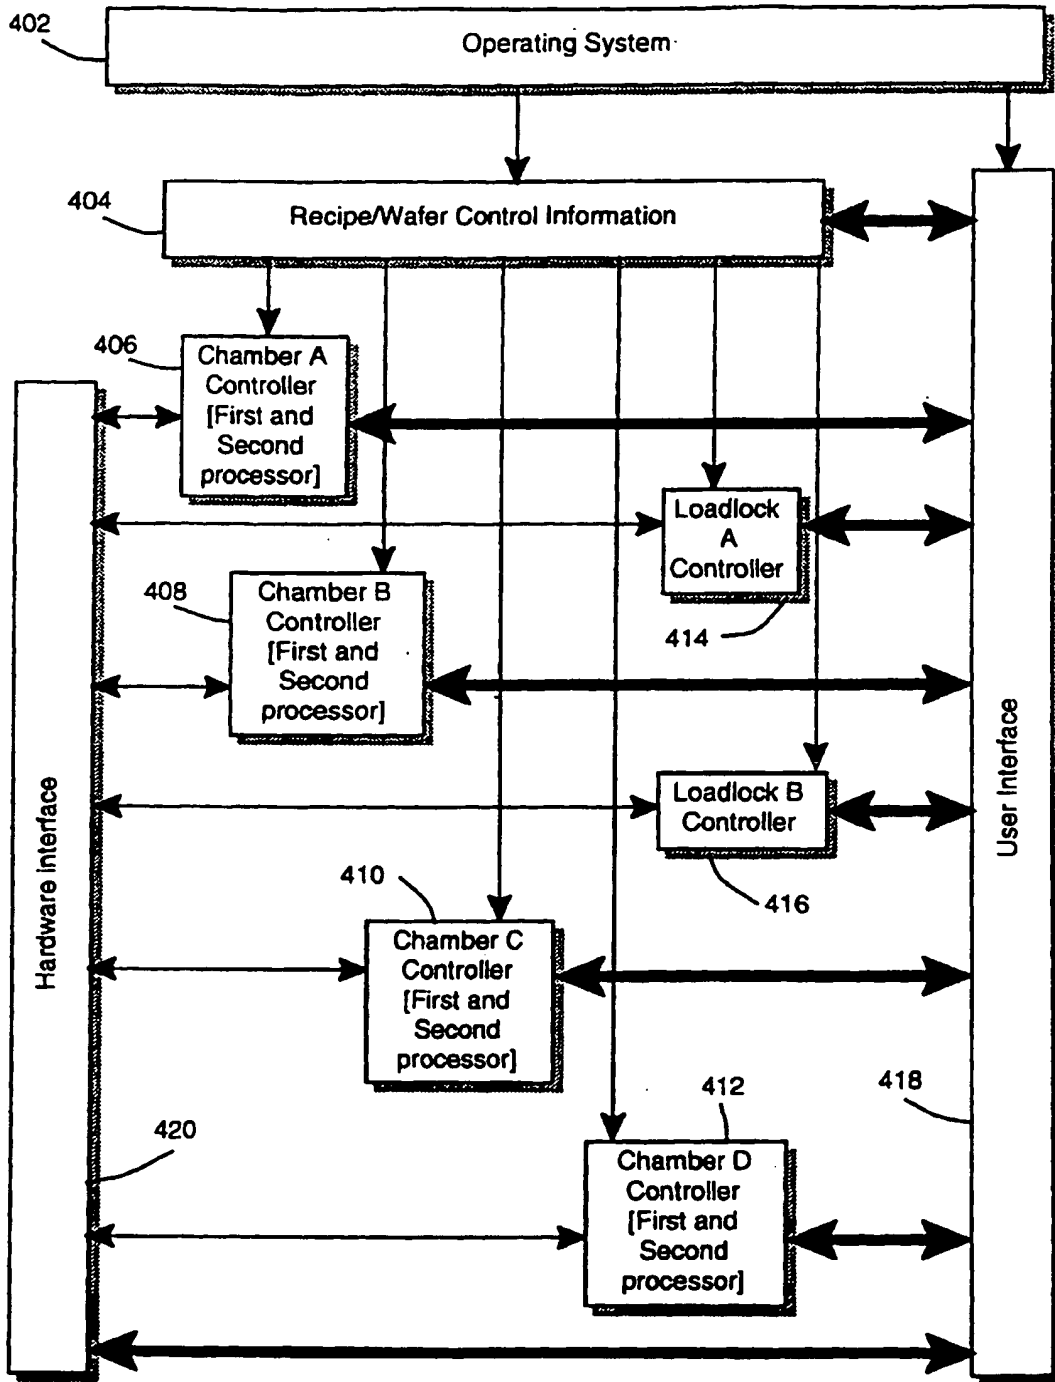 402
Operating System
404
Recipe/Wafer Control Information
406
Chamber A
Controller
[First and
Second
processor]
Loadlock
A
Controller
414
408
Chamber B
Controller
[First and
Second
processor]
Hardware interface
User Interface
Loadlock B
Controller
416
410
Chamber C
Controller
[First and
Second
processor]
418
412
420
Chamber D
Controller
[First and
Second
processor]